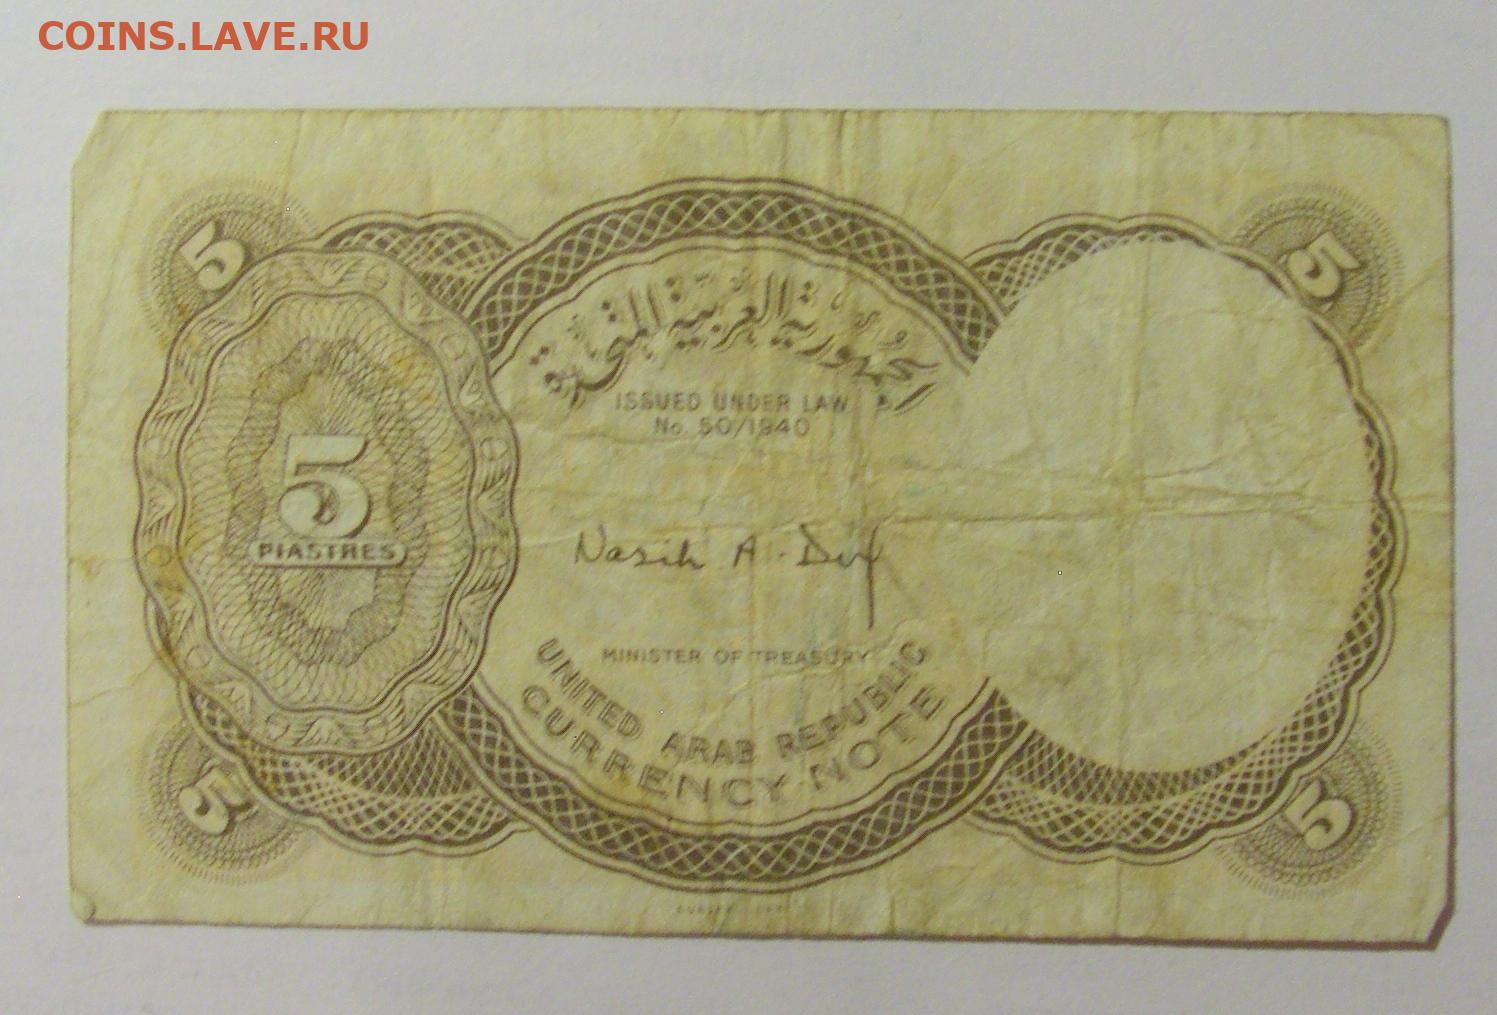 COINS.LAVE.RU
5
5
جمهورية العربية المتحدة
ISSUED UNDER LAW
No. 50/1940
5
PIASTRES
Nasih A.
MINISTER OF TREASURY
UNITED ARAB REPUBLIC
CURRENCY NOTE
5
5